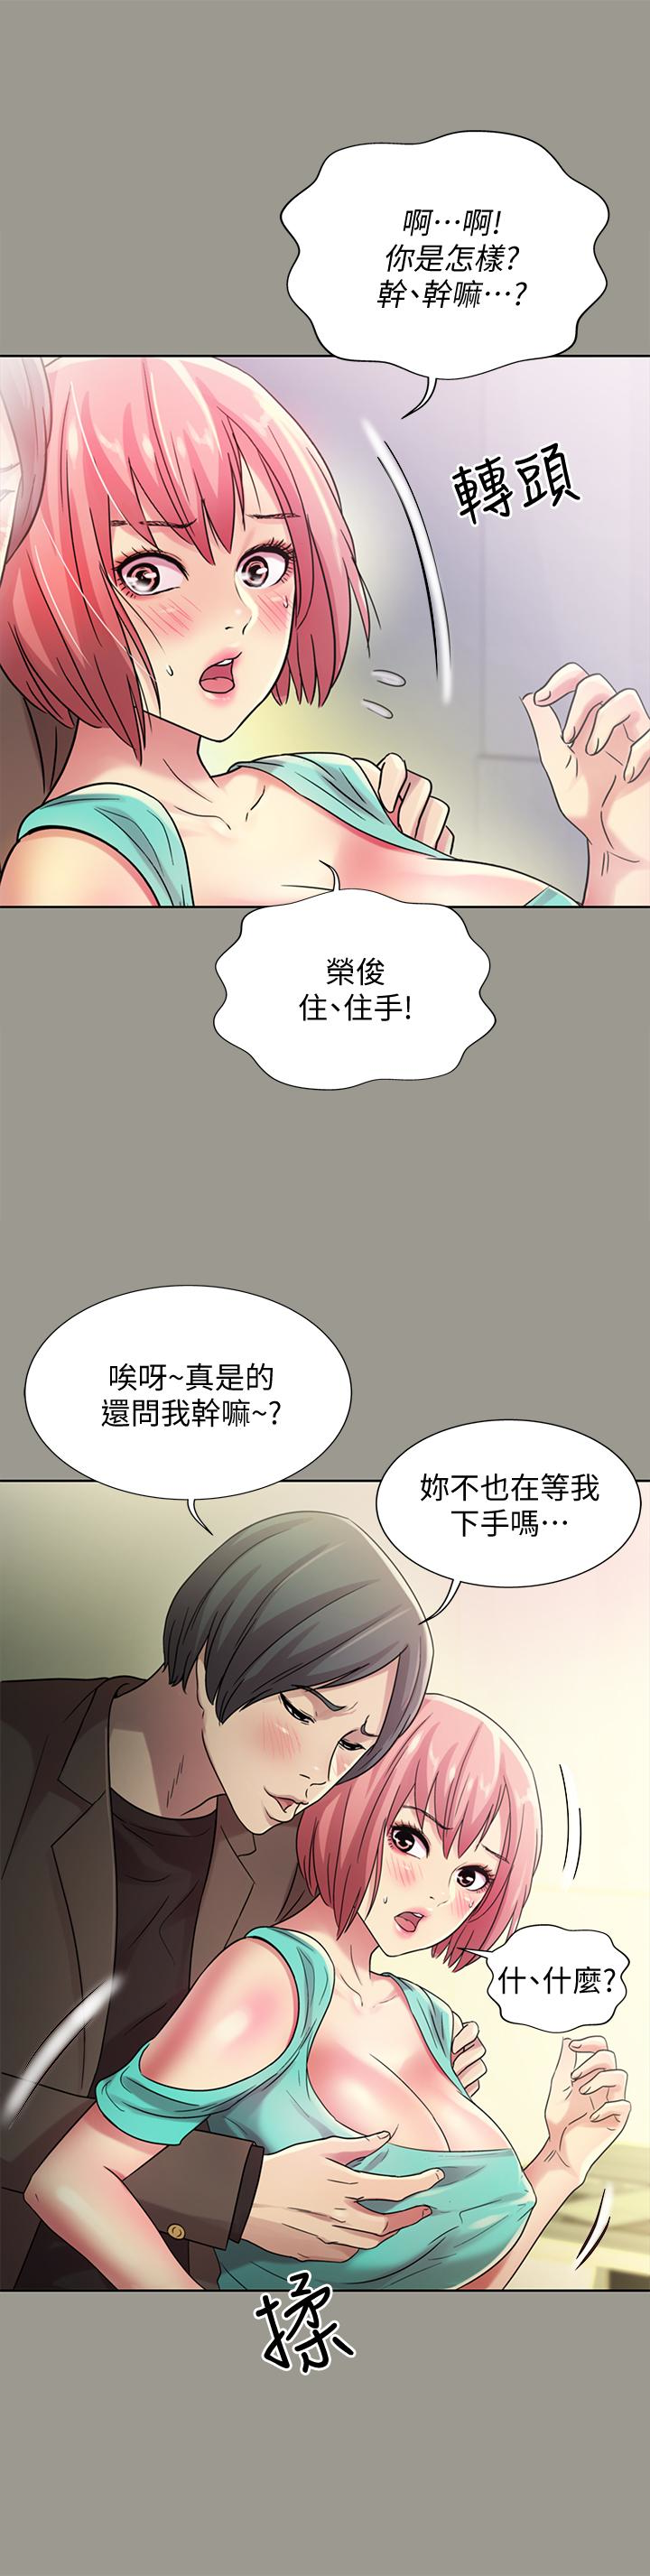 啊…啊!
你是怎樣?
幹、幹嘛…?
轉頭
榮俊
住、住手!
唉呀~真是的
還問我幹嘛~?
妳不也在等我
下手嗎…
什、什麼?
揉